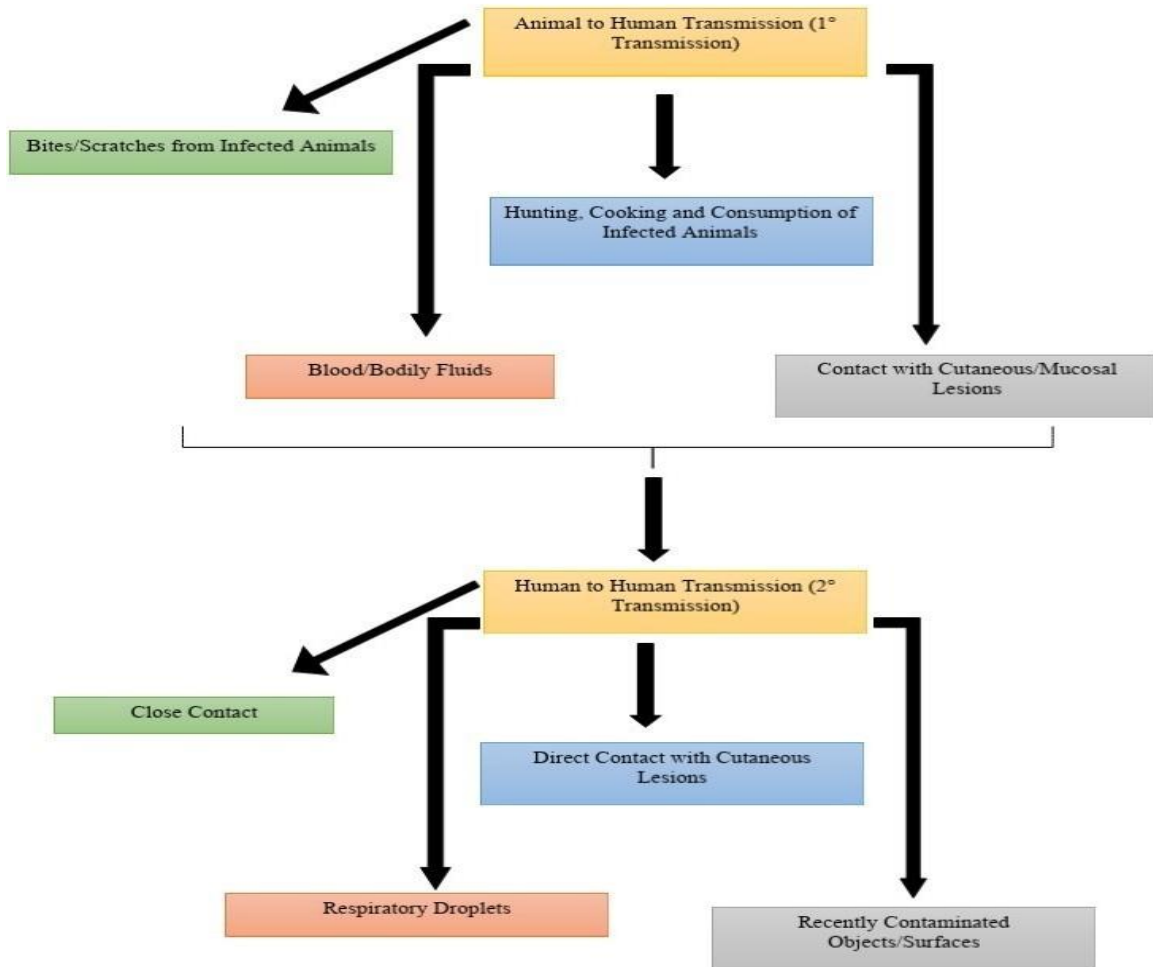 Animal to Human Transmission (1°
Transmission)
Bites/Scratches from Infected Animals
Hunting, Cooking and Consumption of
Infected Animals
Blood/Bodily Fluids
Contact with Cutaneous/Mucosal
Lesions
Human to Human Transmission (2°
Transmission)
Close Contact
Direct Contact with Cutaneous
Lesions
Respiratory Droplets
Recently Contaminated
Objects/Surfaces